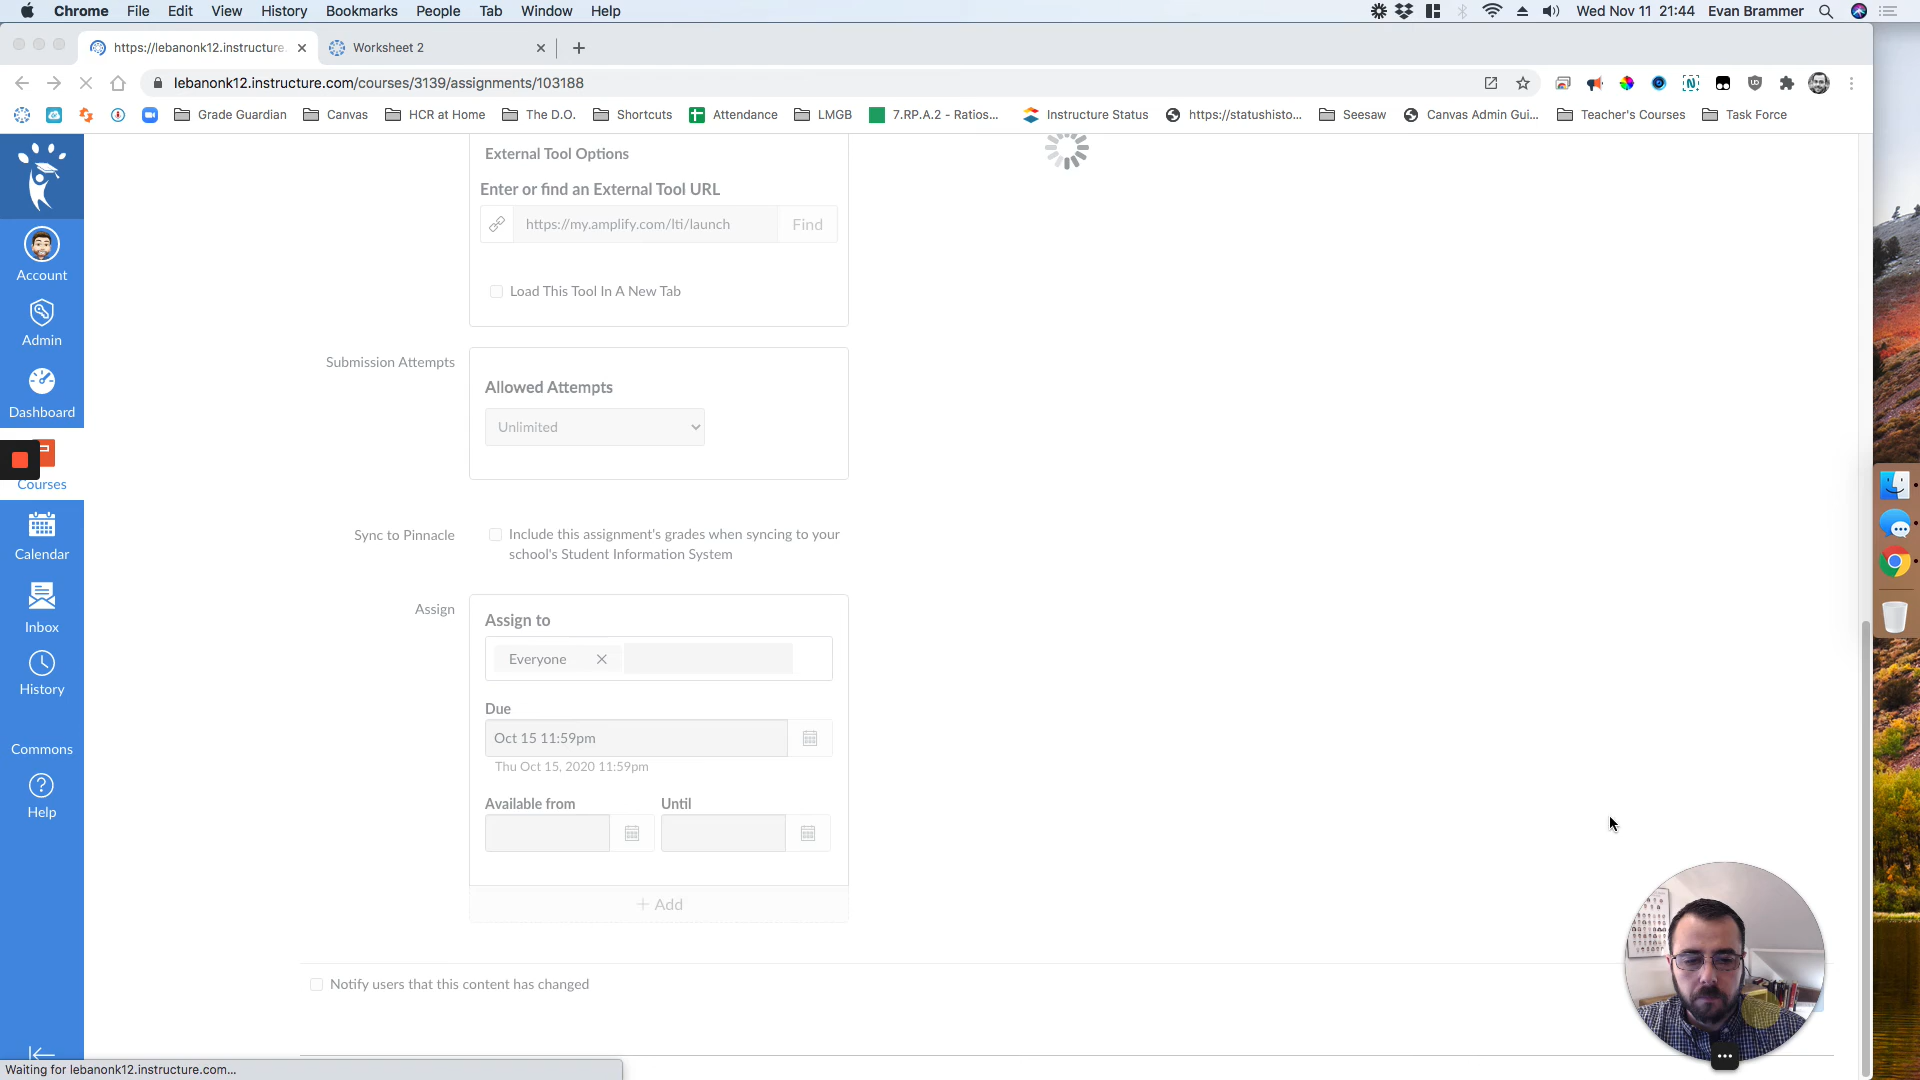 Chrome File Edit View History Bookmarks People Tab Window Help
Wed Nov 11 21:44 Evan Brammer
https://lebanonk12.instructure.
Worksheet 2
lebanonk12.instructure.com/courses/3139/assignments/103188
Grade Guardian Canvas HCR at Home The D.O. Shortcuts Attendance LMGB 7.RP.A.2 - Ratios... Instructure Status https://statushisto... Seesaw Canvas Admin Gui... Teacher's Courses Task Force
Account
Admin
Dashboard
Courses
Calendar
Inbox
History
Commons
Help
External Tool Options
Enter or find an External Tool URL
https://my.amplify.com/lti/launch
Find
Load This Tool In A New Tab
Submission Attempts
Allowed Attempts
Unlimited
Sync to Pinnacle
Include this assignment's grades when syncing to your
school's Student Information System
Assign
Assign to
Everyone
Due
Oct 15 11:59pm
Thu Oct 15, 2020 11:59pm
Available from
Until
+ Add
Notify users that this content has changed
Waiting for lebanonk12.instructure.com...